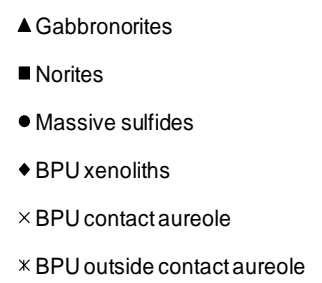 Gabbronorites
Norites
Massive sulfides
BPU xenoliths
BPU contact aureole
BPU outside contact aureole